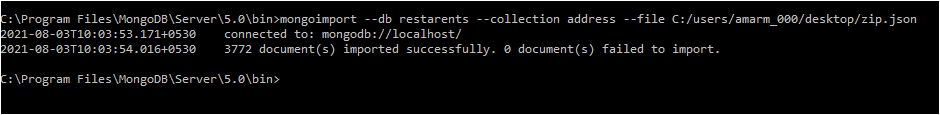 C:\Program Files\MongoDB\Server\5.0\bin>mongoimport --db restarents --collection address --file C:/users/amarm_000/desktop/zip.json
2021-08-03T10:03:53.171+0530    connected to: mongodb://localhost/
2021-08-03T10:03:54.016+0530    3772 document(s) imported successfully. 0 document(s) failed to import.
C:\Program Files\MongoDB\Server\5.0\bin>